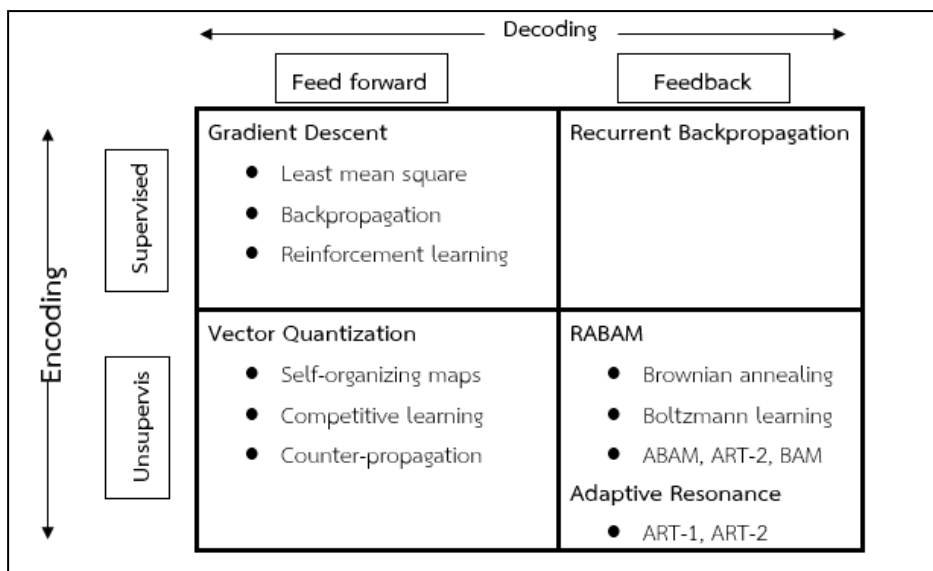 Decoding
Feed forward
Feedback
Encoding
Supervised
Gradient Descent
● Least mean square
● Backpropagation
● Reinforcement learning
Recurrent Backpropagation
Unsupervis
Vector Quantization
● Self-organizing maps
● Competitive learning
● Counter-propagation
RABAM
● Brownian annealing
● Boltzmann learning
● ABAM, ART-2, BAM
Adaptive Resonance
● ART-1, ART-2